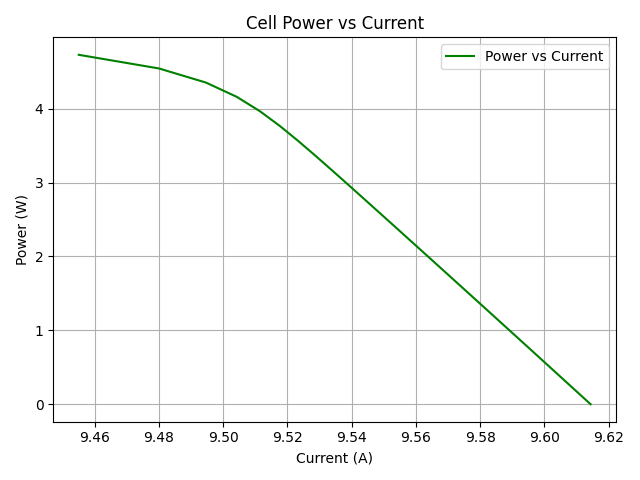 Cell Power vs Current
Power vs Current
Power (W)
4
3
2
1
0
9.46 9.48 9.50 9.52 9.54 9.56 9.58 9.60 9.62
Current (A)